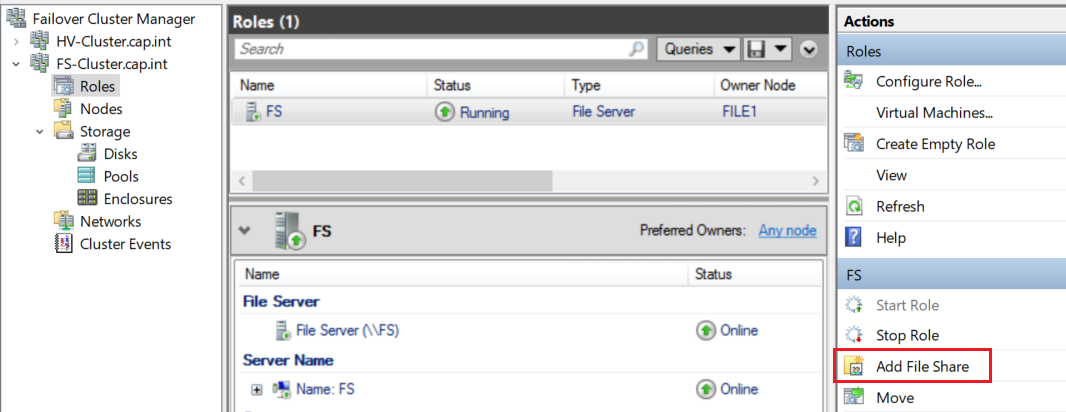 Failover Cluster Manager
HV-Cluster.cap.int
FS-Cluster.cap.int
Roles
Nodes
Storage
Disks
Pools
Enclosures
Networks
Cluster Events
Roles (1)
Search
Queries
Name Status Type Owner Node
FS Running File Server FILE1
FS Preferred Owners: Any node
Name Status
File Server
File Server (\\FS) Online
Server Name
Name: FS Online
Actions
Roles
Configure Role...
Virtual Machines...
Create Empty Role
View
Refresh
Help
FS
Start Role
Stop Role
Add File Share
Move